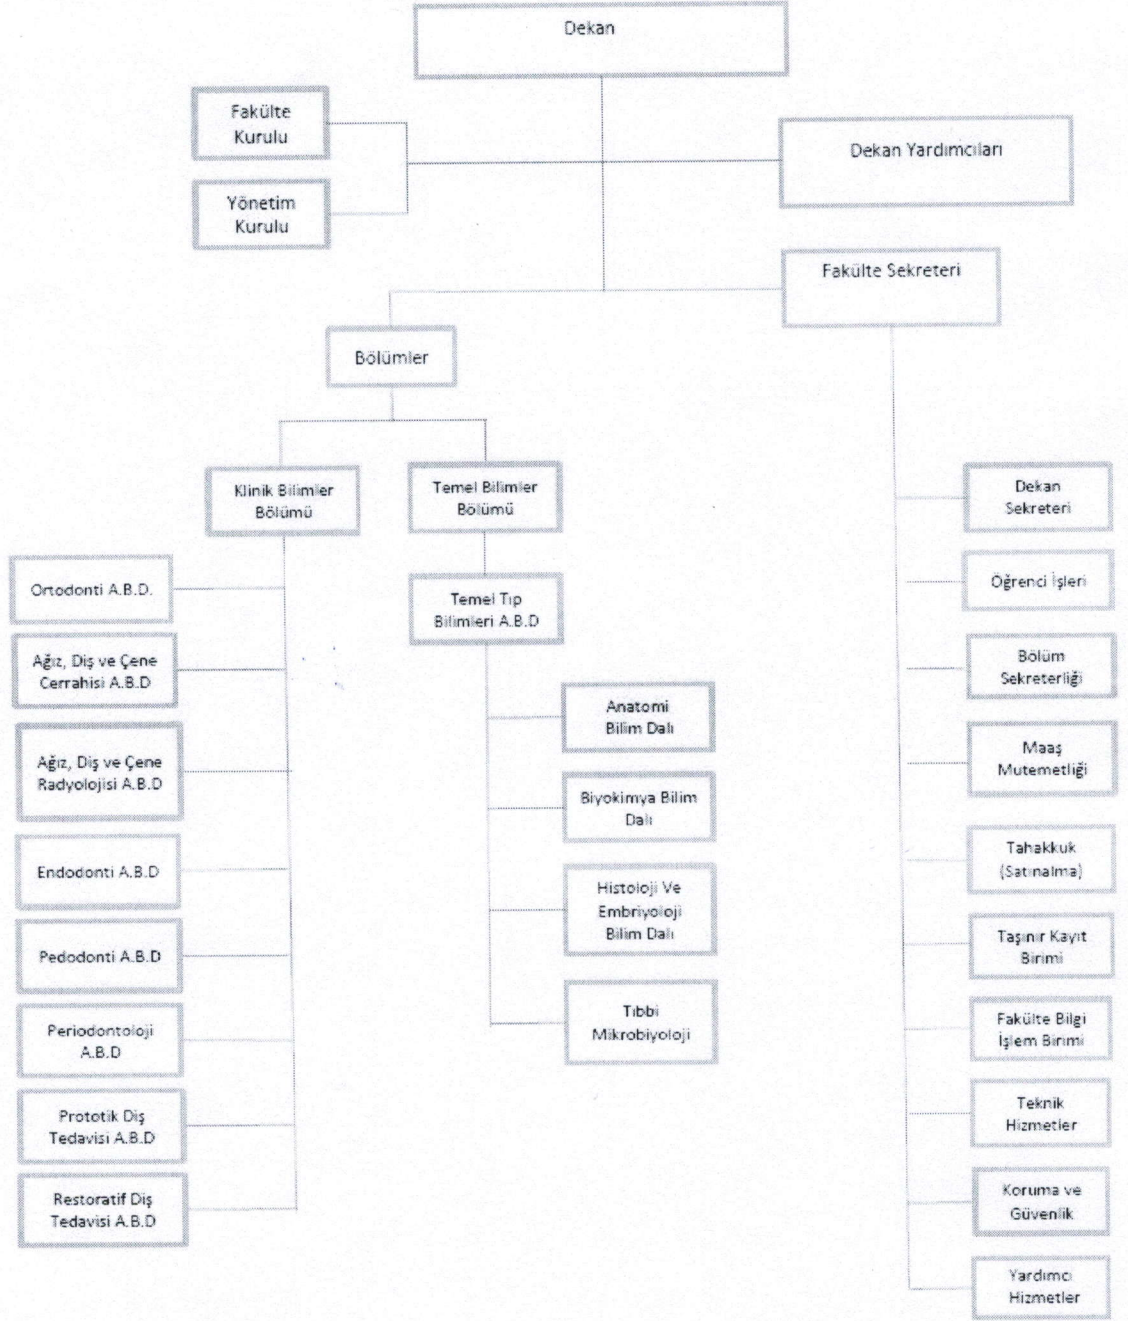 Dekan
Fakülte
Kurulu
Dekan Yardımcıları
Yönetim
Kurulu
Fakülte Sekreteri
Bölümler
Klinik Bilimler
Bölümü
Temel Bilimler
Bölümü
Dekan
Sekreteri
Ortodonti A.B.D.
Temel Tıp
Bilimleri A.B.D
Öğrenci İşleri
Ağız, Diş ve Çene
Cerrahisi A.B.D
Bölüm
Sekreterliği
Anatomi
Bilim Dalı
Ağız, Diş ve Çene
Radyolojisi A.B.D
Maaş
Mutemetliği
Biyokimya Bilim
Dalı
Endodonti A.B.D
Tahakkuk
(Satınalma)
Histoloji Ve
Embriyoloji
Bilim Dalı
Pedodonti A.B.D
Taşınır Kayıt
Birimi
Periodontoloji
A.B.D
Tıbbi
Mikrobiyoloji
Fakülte Bilgi
İşlem Birimi
Prototik Diş
Tedavisi A.B.D
Teknik
Hizmetler
Restoratif Diş
Tedavisi A.B.D
Koruma ve
Güvenlik
Yardımcı
Hizmetler